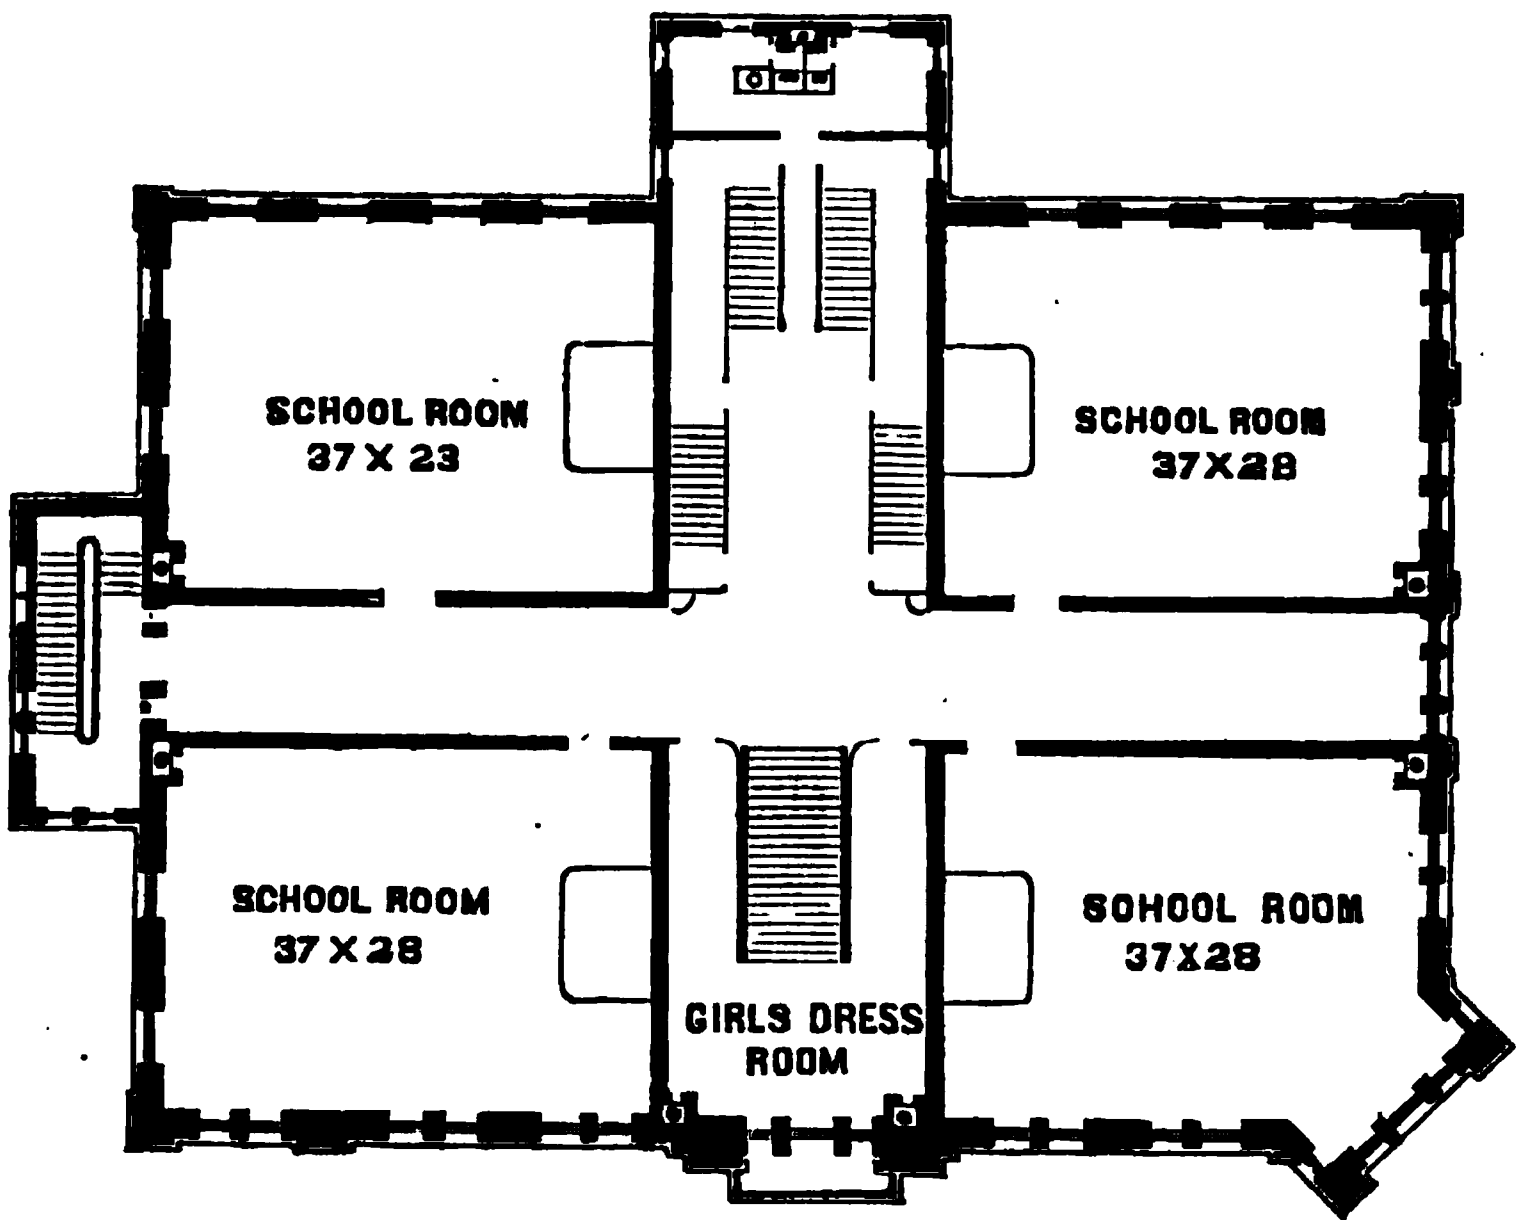 SCHOOL ROOM
37 X 23
SCHOOL ROOM
37X28
SCHOOL ROOM
37 X 28
SOHOOL ROOM
37X28
GIRLS DRESS
ROOM